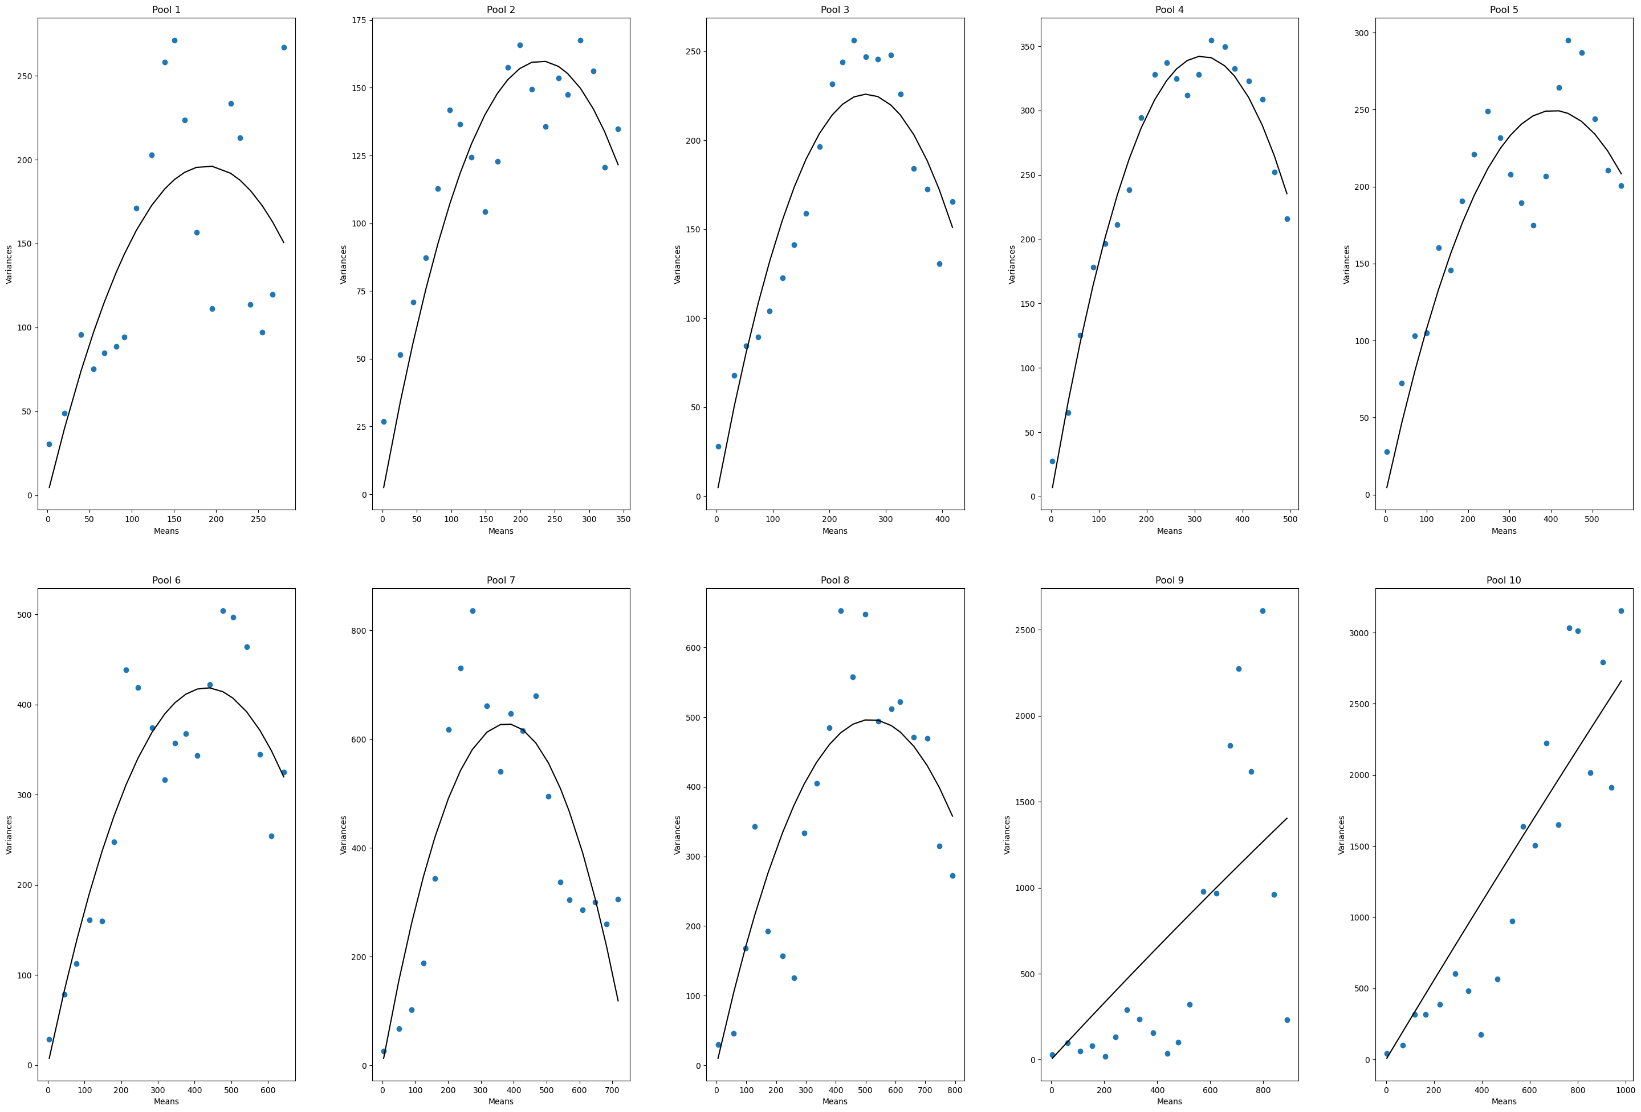 Pool 1
Variances
250
200
150
100
50
0
0 50 100 150 200 250
Means
Pool 2
Variances
175
150
125
100
75
50
25
0
0 50 100 150 200 250 300 350
Means
Pool 3
Variances
250
200
150
100
50
0
0 100 200 300 400
Means
Pool 4
Variances
350
300
250
200
150
100
50
0
0 100 200 300 400 500
Means
Pool 5
Variances
300
250
200
150
100
50
0
0 100 200 300 400 500
Means
Pool 6
Variances
500
400
300
200
100
0
0 100 200 300 400 500 600
Means
Pool 7
Variances
800
600
400
200
0
0 100 200 300 400 500 600 700
Means
Pool 8
Variances
600
500
400
300
200
100
0
0 100 200 300 400 500 600 700 800
Means
Pool 9
Variances
2500
2000
1500
1000
500
0
0 200 400 600 800
Means
Pool 10
Variances
3000
2500
2000
1500
1000
500
0
0 200 400 600 800 1000
Means